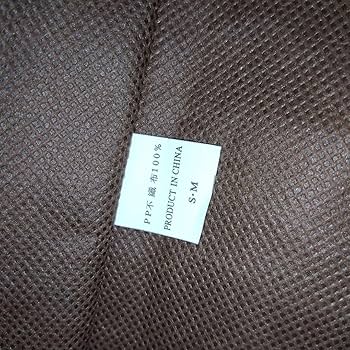 PP不織布100%
PRODUCT IN CHINA
S·M